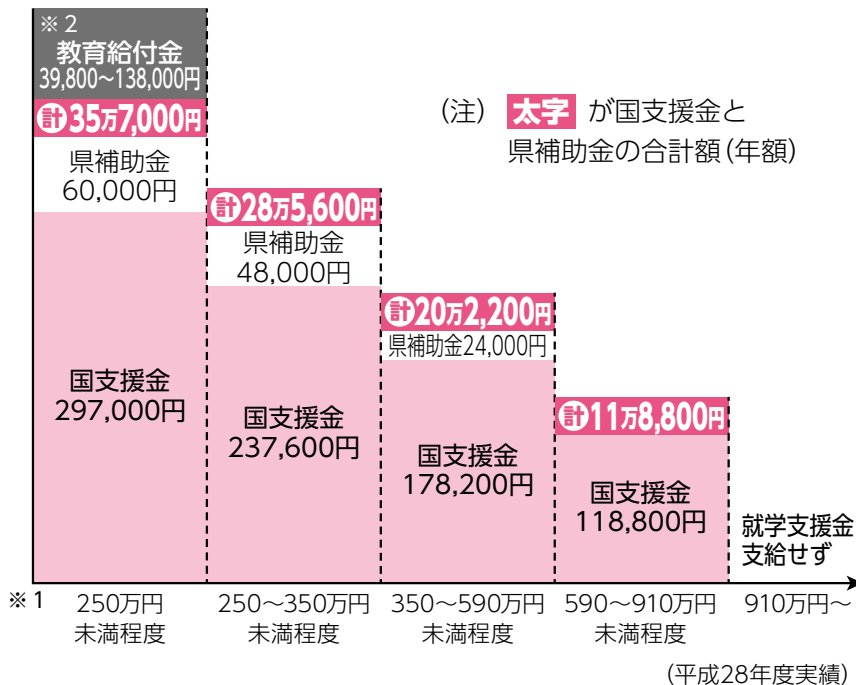 ※2
教育給付金
39,800〜138,000円
計35万7,000円
県補助金
60,000円
国支援金
297,000円
計28万5,600円
県補助金
48,000円
国支援金
237,600円
計20万2,200円
県補助金24,000円
国支援金
178,200円
計11万8,800円
国支援金
118,800円
就学支援金
支給せず
(注) 太字 が国支援金と
県補助金の合計額(年額)
※1
250万円
未満程度
250〜350万円
未満程度
350〜590万円
未満程度
590〜910万円
未満程度
910万円〜
(平成28年度実績)